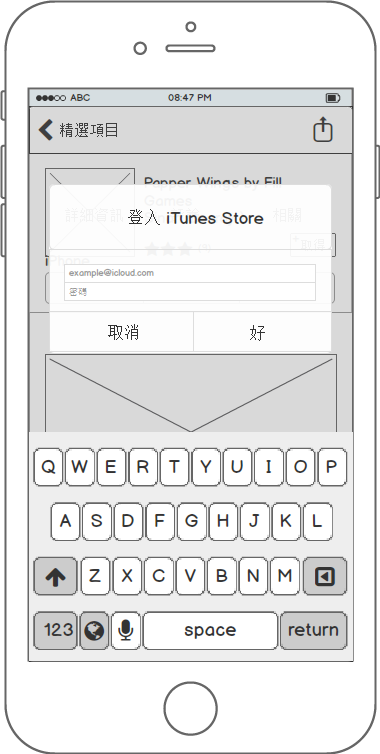 ABC 08:47 PM
精選項目
Popper Wings by Fill
Games
詳細資訊 相關
登入 iTunes Store
iPhone
example@icloud.com
密碼
取消 好
Q W E R T Y U I O P
A S D F G H J K L
Z X C V B N M
123 space return